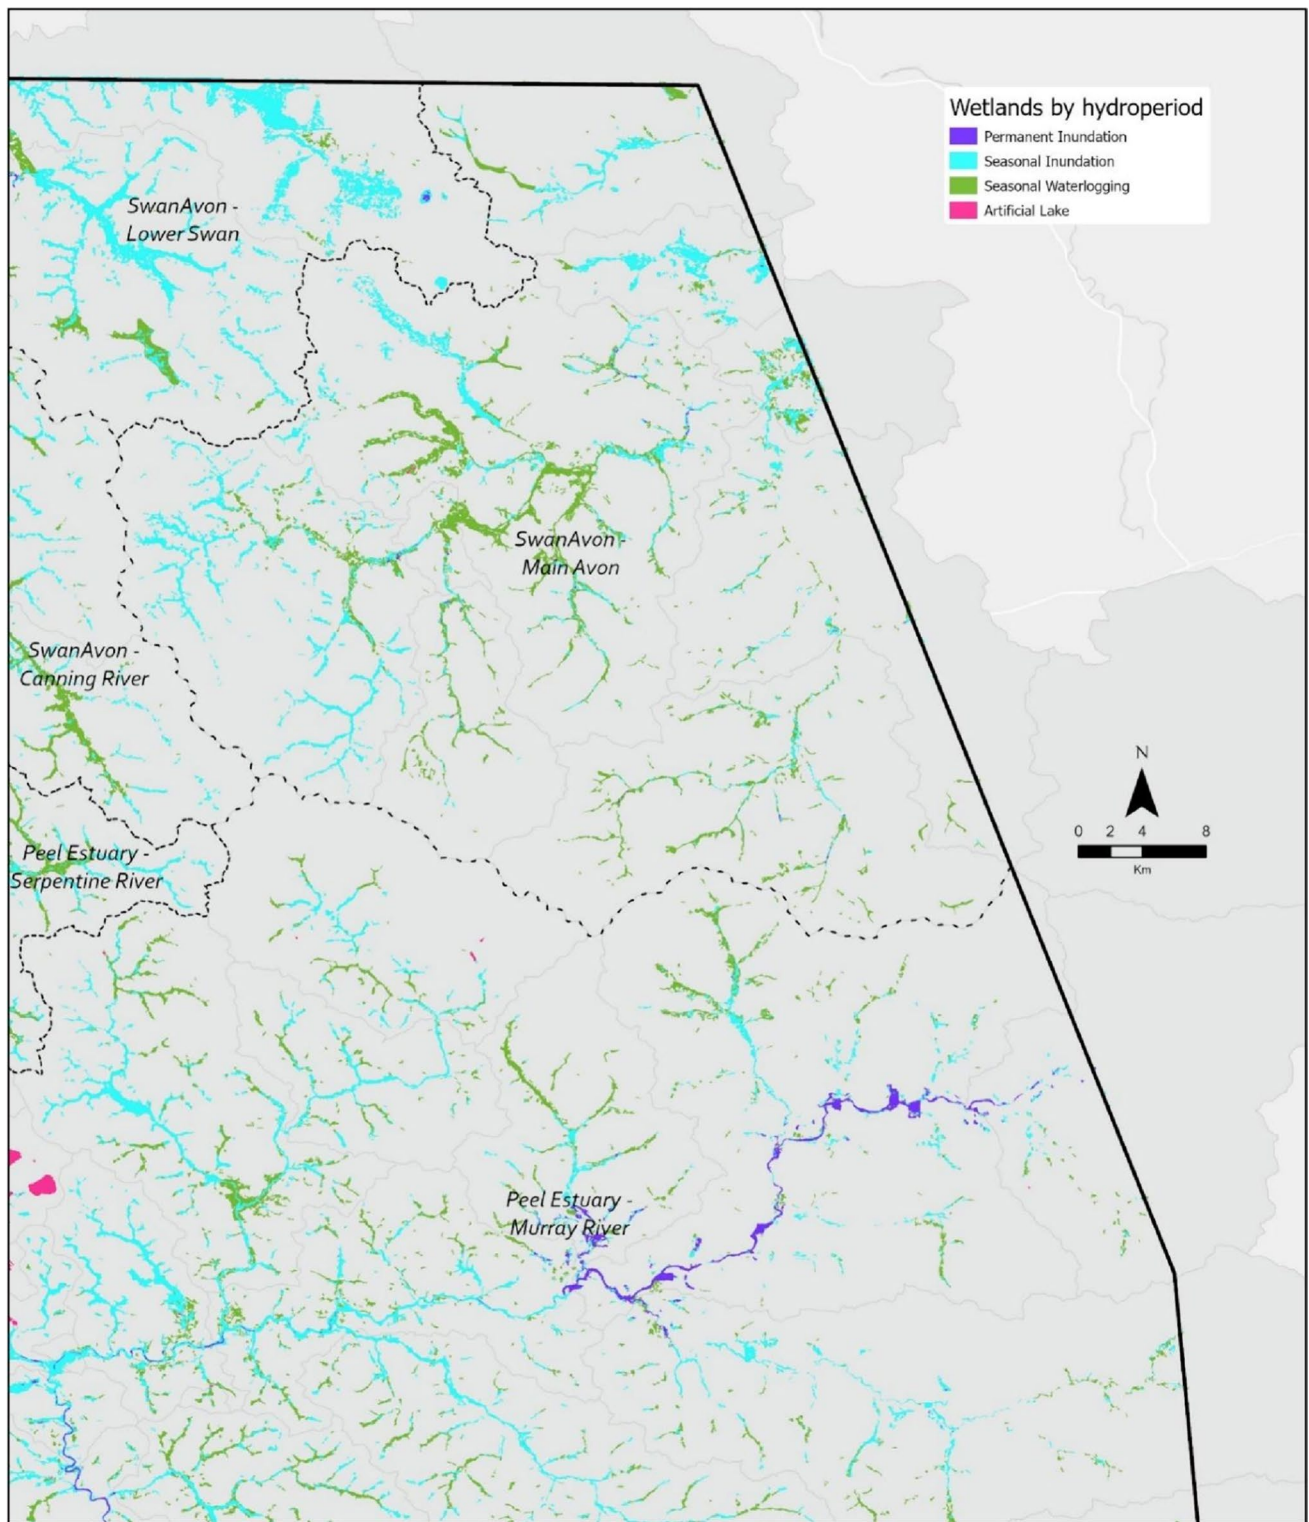 Wetlands by hydroperiod
Permanent Inundation
Seasonal Inundation
Seasonal Waterlogging
Artificial Lake
SwanAvon -
Lower Swan
SwanAvon -
Main Avon
SwanAvon -
Canning River
N
0 2 4 8
Km
Peel Estuary -
Serpentine River
Peel Estuary -
Murray River